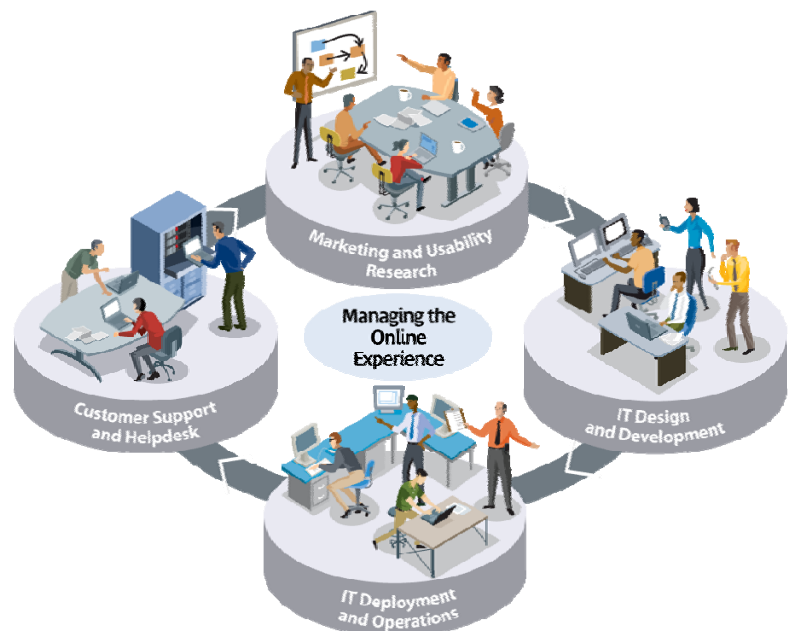 Marketing and Usability
Research
Managing the
Online
Experience
Customer Support
and Helpdesk
IT Design
and Development
IT Deployment
and Operations